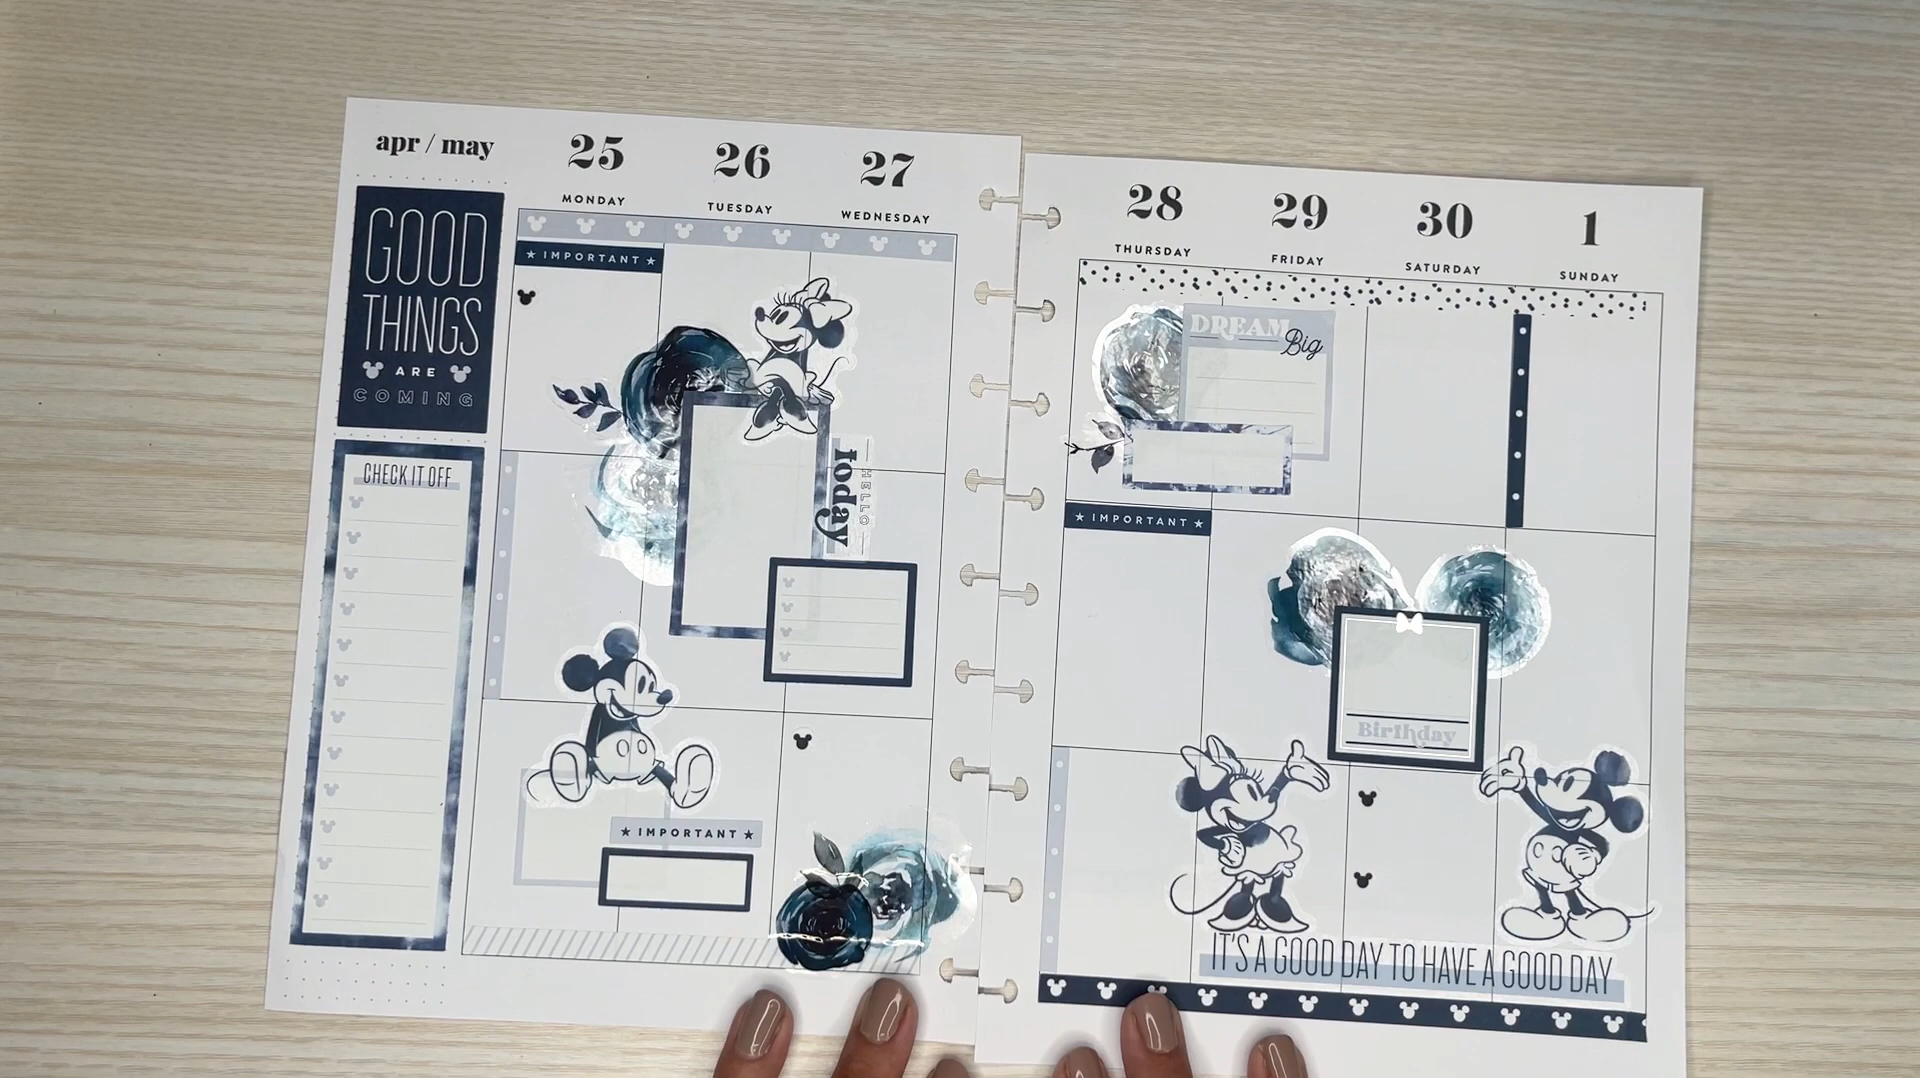 apr / may
25
MONDAY
26
TUESDAY
27
WEDNESDAY
28
THURSDAY
29
FRIDAY
30
SATURDAY
1
SUNDAY
GOOD
THINGS
ARE
COMING
CHECK IT OFF
★ IMPORTANT ★
HELLO
today
★ IMPORTANT ★
DREAM
Big
★ IMPORTANT ★
Birthday
IT'S A GOOD DAY TO HAVE A GOOD DAY